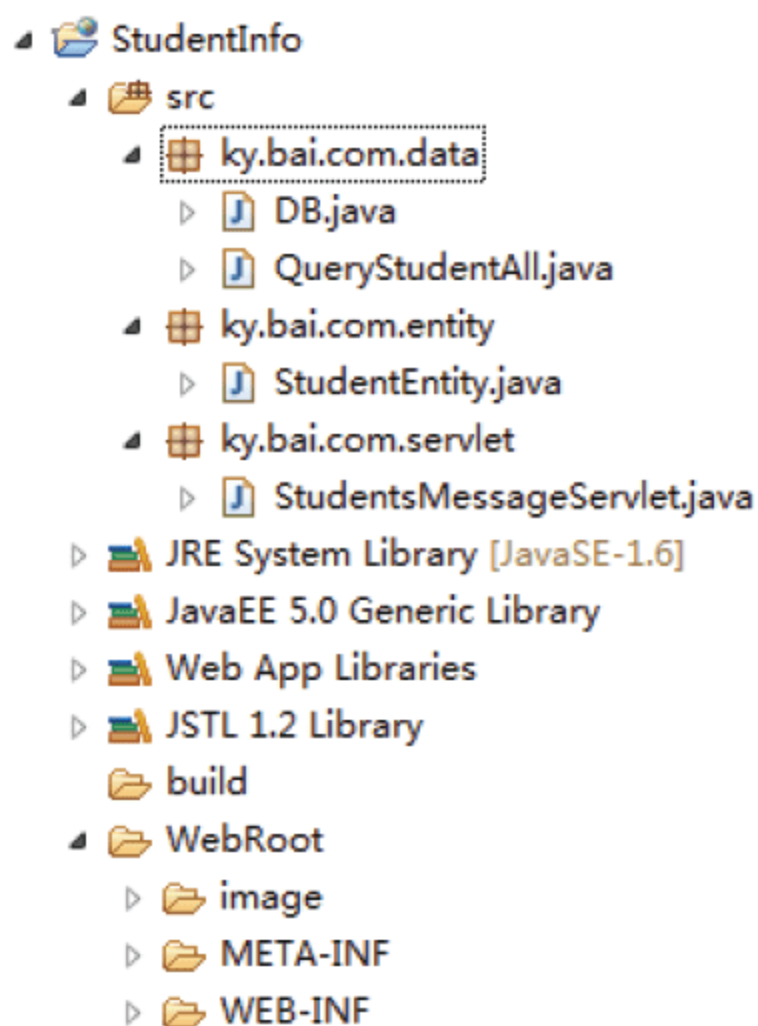 StudentInfo
src
ky.bai.com.data
DB.java
QueryStudentAll.java
ky.bai.com.entity
StudentEntity.java
ky.bai.com.servlet
StudentsMessageServlet.java
JRE System Library [JavaSE-1.6]
JavaEE 5.0 Generic Library
Web App Libraries
JSTL 1.2 Library
build
WebRoot
image
META-INF
WEB-INF